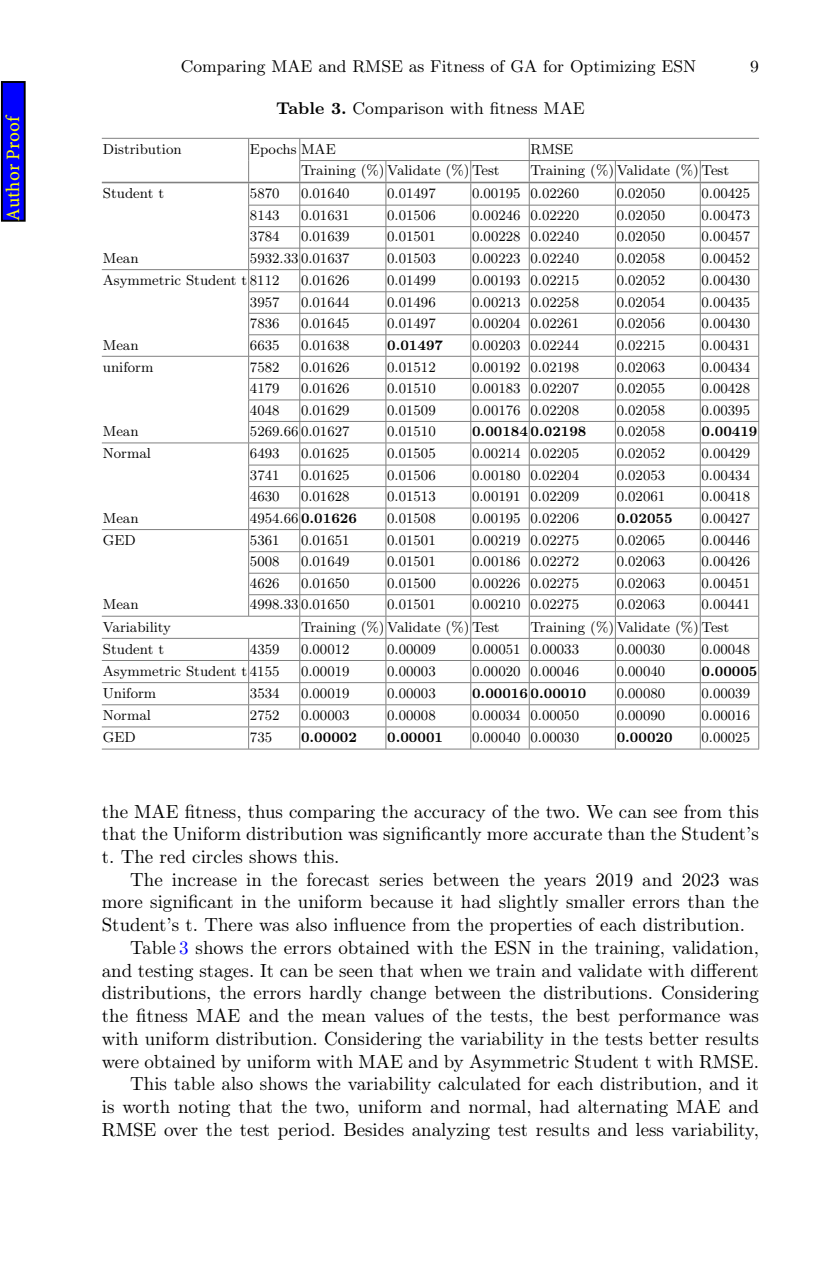 Comparing MAE and RMSE as Fitness of GA for Optimizing ESN 9
Author Proof
Table 3. Comparison with fitness MAE
Distribution Epochs MAE RMSE
Training (%) Validate (%) Test Training (%) Validate (%) Test
Student t 5870 0.01640 0.01497 0.00195 0.02260 0.02050 0.00425
8143 0.01631 0.01506 0.00246 0.02220 0.02050 0.00473
3784 0.01639 0.01501 0.00228 0.02240 0.02050 0.00457
Mean 5932.33 0.01637 0.01503 0.00223 0.02240 0.02058 0.00452
Asymmetric Student t 8112 0.01626 0.01499 0.00193 0.02215 0.02052 0.00430
3957 0.01644 0.01496 0.00213 0.02258 0.02054 0.00435
7836 0.01645 0.01497 0.00204 0.02261 0.02056 0.00430
Mean 6635 0.01638 0.01497 0.00203 0.02244 0.02215 0.00431
uniform 7582 0.01626 0.01512 0.00192 0.02198 0.02063 0.00434
4179 0.01626 0.01510 0.00183 0.02207 0.02055 0.00428
4048 0.01629 0.01509 0.00176 0.02208 0.02058 0.00395
Mean 5269.66 0.01627 0.01510 0.00184 0.02198 0.02058 0.00419
Normal 6493 0.01625 0.01505 0.00214 0.02205 0.02052 0.00429
3741 0.01625 0.01506 0.00180 0.02204 0.02053 0.00434
4630 0.01628 0.01513 0.00191 0.02209 0.02061 0.00418
Mean 4954.66 0.01626 0.01508 0.00195 0.02206 0.02055 0.00427
GED 5361 0.01651 0.01501 0.00219 0.02275 0.02065 0.00446
5008 0.01649 0.01501 0.00186 0.02272 0.02063 0.00426
4626 0.01650 0.01500 0.00226 0.02275 0.02063 0.00451
Mean 4998.33 0.01650 0.01501 0.00210 0.02275 0.02063 0.00441
Variability Training (%) Validate (%) Test Training (%) Validate (%) Test
Student t 4359 0.00012 0.00009 0.00051 0.00033 0.00030 0.00048
Asymmetric Student t 4155 0.00019 0.00003 0.00020 0.00046 0.00040 0.00005
Uniform 3534 0.00019 0.00003 0.00016 0.00010 0.00080 0.00039
Normal 2752 0.00003 0.00008 0.00034 0.00050 0.00090 0.00016
GED 735 0.00002 0.00001 0.00040 0.00030 0.00020 0.00025
the MAE fitness, thus comparing the accuracy of the two. We can see from this
that the Uniform distribution was significantly more accurate than the Student's
t. The red circles shows this.
The increase in the forecast series between the years 2019 and 2023 was
more significant in the uniform because it had slightly smaller errors than the
Student's t. There was also influence from the properties of each distribution.
Table 3 shows the errors obtained with the ESN in the training, validation,
and testing stages. It can be seen that when we train and validate with different
distributions, the errors hardly change between the distributions. Considering
the fitness MAE and the mean values of the tests, the best performance was
with uniform distribution. Considering the variability in the tests better results
were obtained by uniform with MAE and by Asymmetric Student t with RMSE.
This table also shows the variability calculated for each distribution, and it
is worth noting that the two, uniform and normal, had alternating MAE and
RMSE over the test period. Besides analyzing test results and less variability,